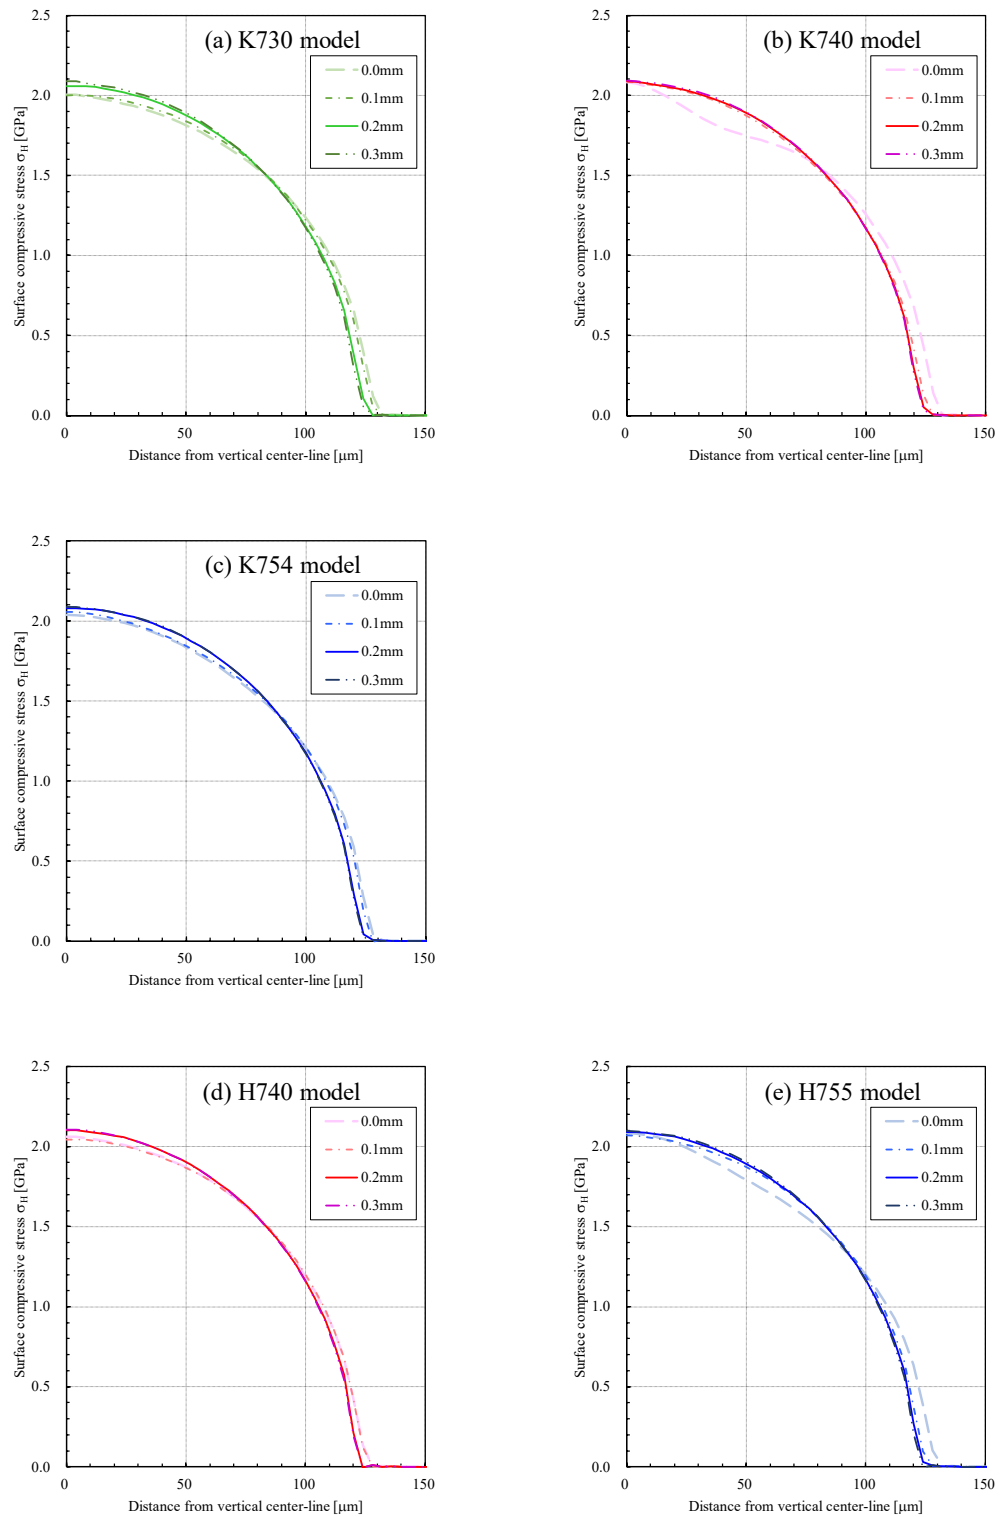 (a) K730 model
Surface compressive stress σH [GPa]
2.5
2.0
1.5
1.0
0.5
0.0
0.0mm
0.1mm
0.2mm
0.3mm
0 50 100 150
Distance from vertical center-line [μm]
(b) K740 model
Surface compressive stress σH [GPa]
2.5
2.0
1.5
1.0
0.5
0.0
0.0mm
0.1mm
0.2mm
0.3mm
0 50 100 150
Distance from vertical center-line [μm]
(c) K754 model
Surface compressive stress σH [GPa]
2.5
2.0
1.5
1.0
0.5
0.0
0.0mm
0.1mm
0.2mm
0.3mm
0 50 100 150
Distance from vertical center-line [μm]
(d) H740 model
Surface compressive stress σH [GPa]
2.5
2.0
1.5
1.0
0.5
0.0
0.0mm
0.1mm
0.2mm
0.3mm
0 50 100 150
Distance from vertical center-line [μm]
(e) H755 model
Surface compressive stress σH [GPa]
2.5
2.0
1.5
1.0
0.5
0.0
0.0mm
0.1mm
0.2mm
0.3mm
0 50 100 150
Distance from vertical center-line [μm]